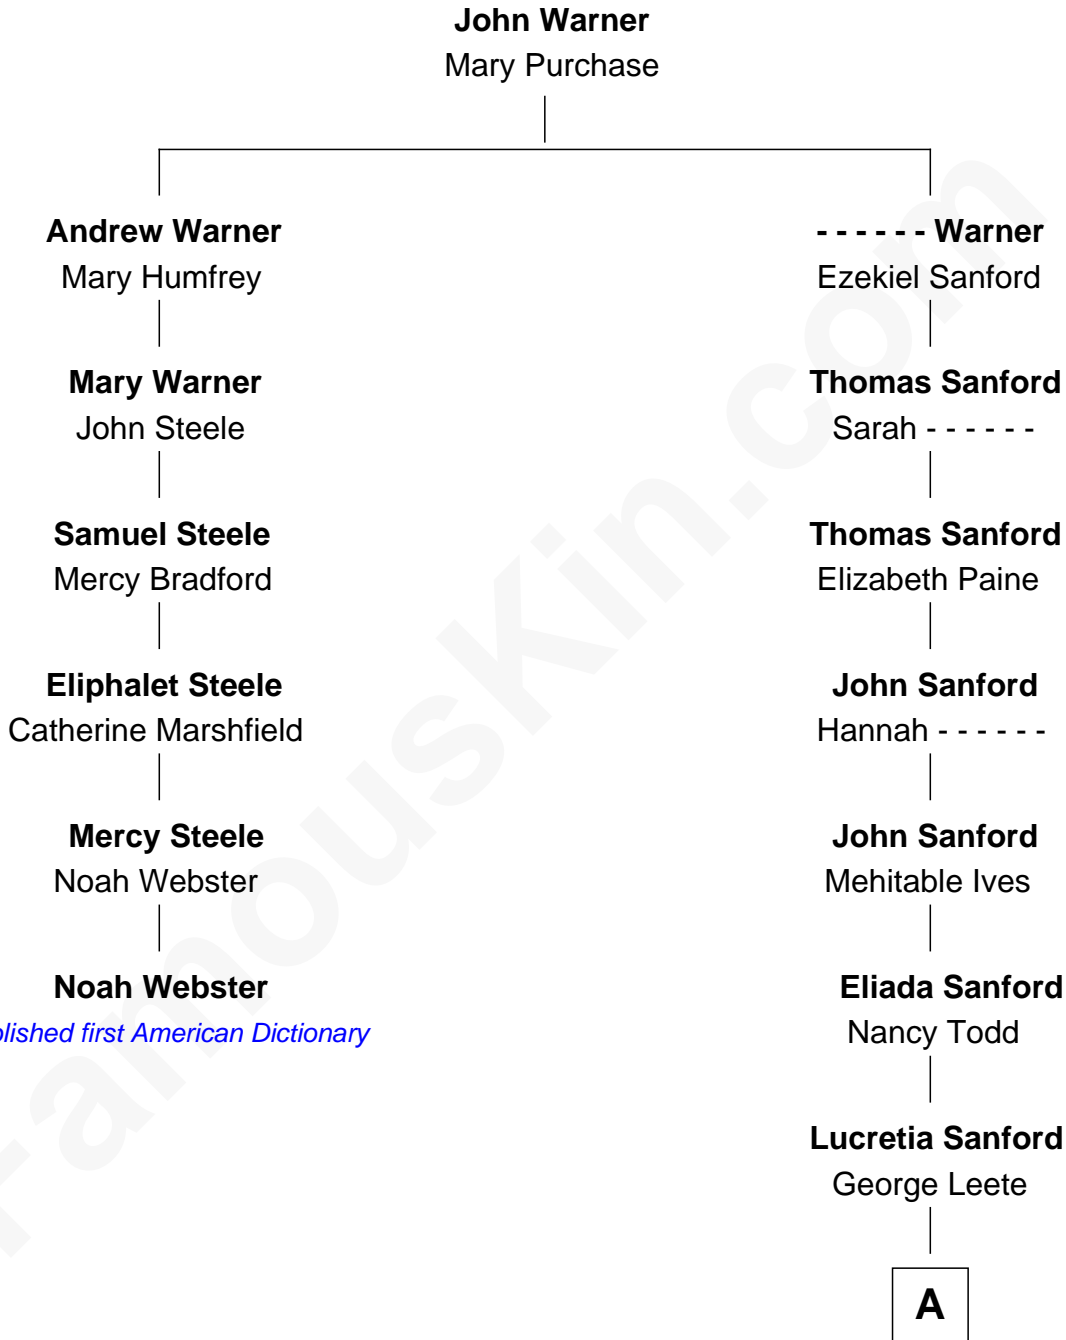 John Warner
Mary Purchase
Andrew Warner
Mary Humfrey
- - - - - - Warner
Ezekiel Sanford
Mary Warner
John Steele
Thomas Sanford
Sarah - - - - - -
Samuel Steele
Mercy Bradford
Thomas Sanford
Elizabeth Paine
Eliphalet Steele
Catherine Marshfield
John Sanford
Hannah - - - - - -
Mercy Steele
Noah Webster
John Sanford
Mehitable Ives
Noah Webster
first American Dictionary
Eliada Sanford
Nancy Todd
Lucretia Sanford
George Leete
A
FamousKin.com